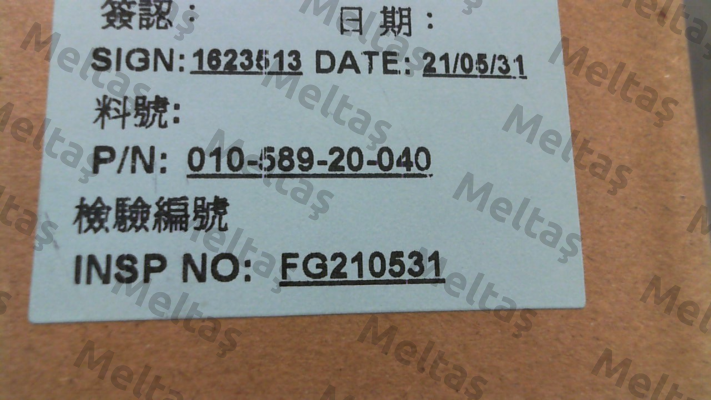 簽認： 日期：
SIGN: 1623513 DATE: 21/05/31
料號:
P/N: 010-589-20-040
檢驗編號
INSP NO: FG210531
Meltaş